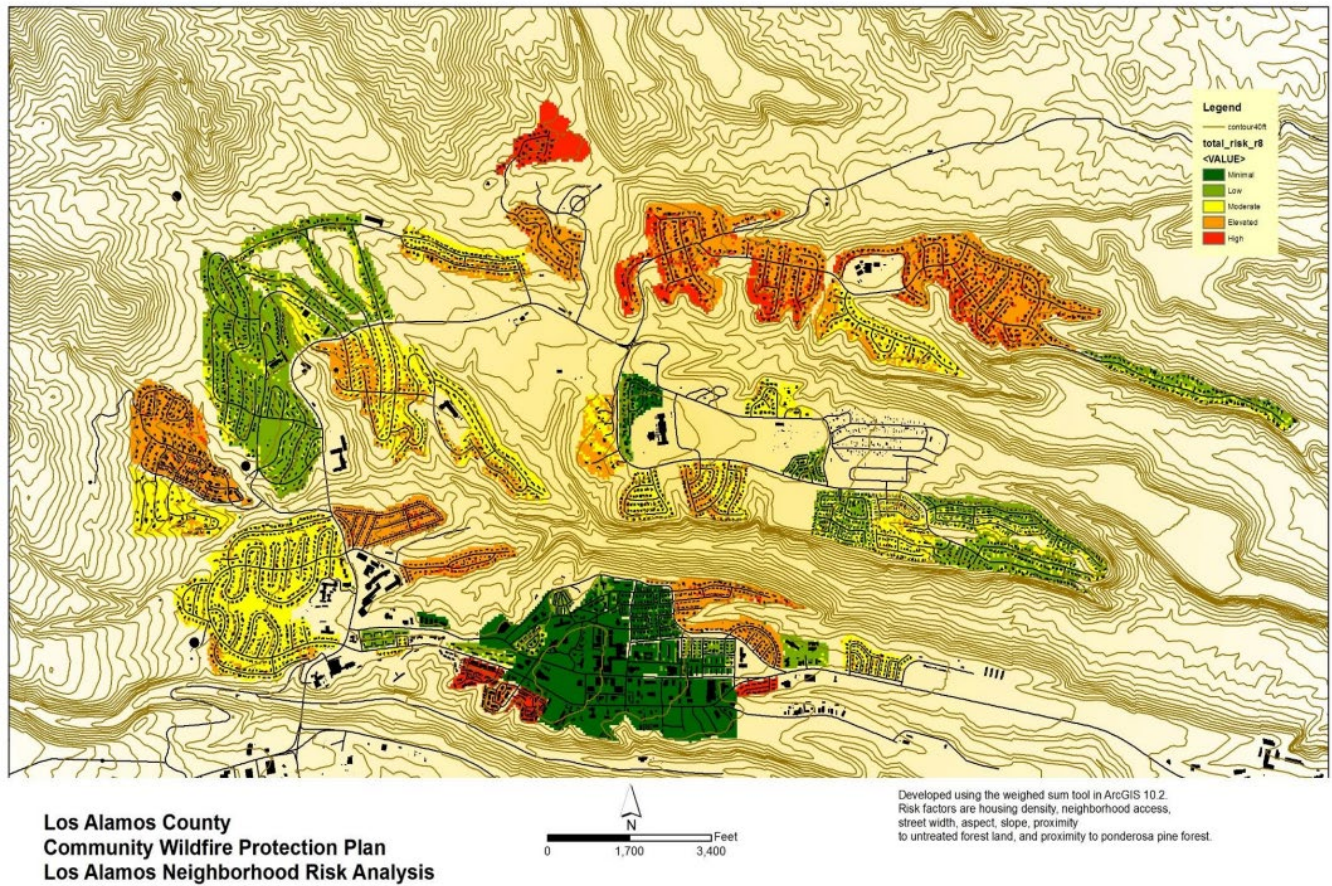 Legend
contour40ft
total_risk_r8
<VALUE>
Minimal
Low
Moderate
Elevated
High
Los Alamos County
Community Wildfire Protection Plan
Los Alamos Neighborhood Risk Analysis
N
Feet
0 1,700 3,400
Developed using the weighed sum tool in ArcGIS 10.2.
Risk factors are housing density, neighborhood access,
street width, aspect, slope, proximity
to untreated forest land, and proximity to ponderosa pine forest.